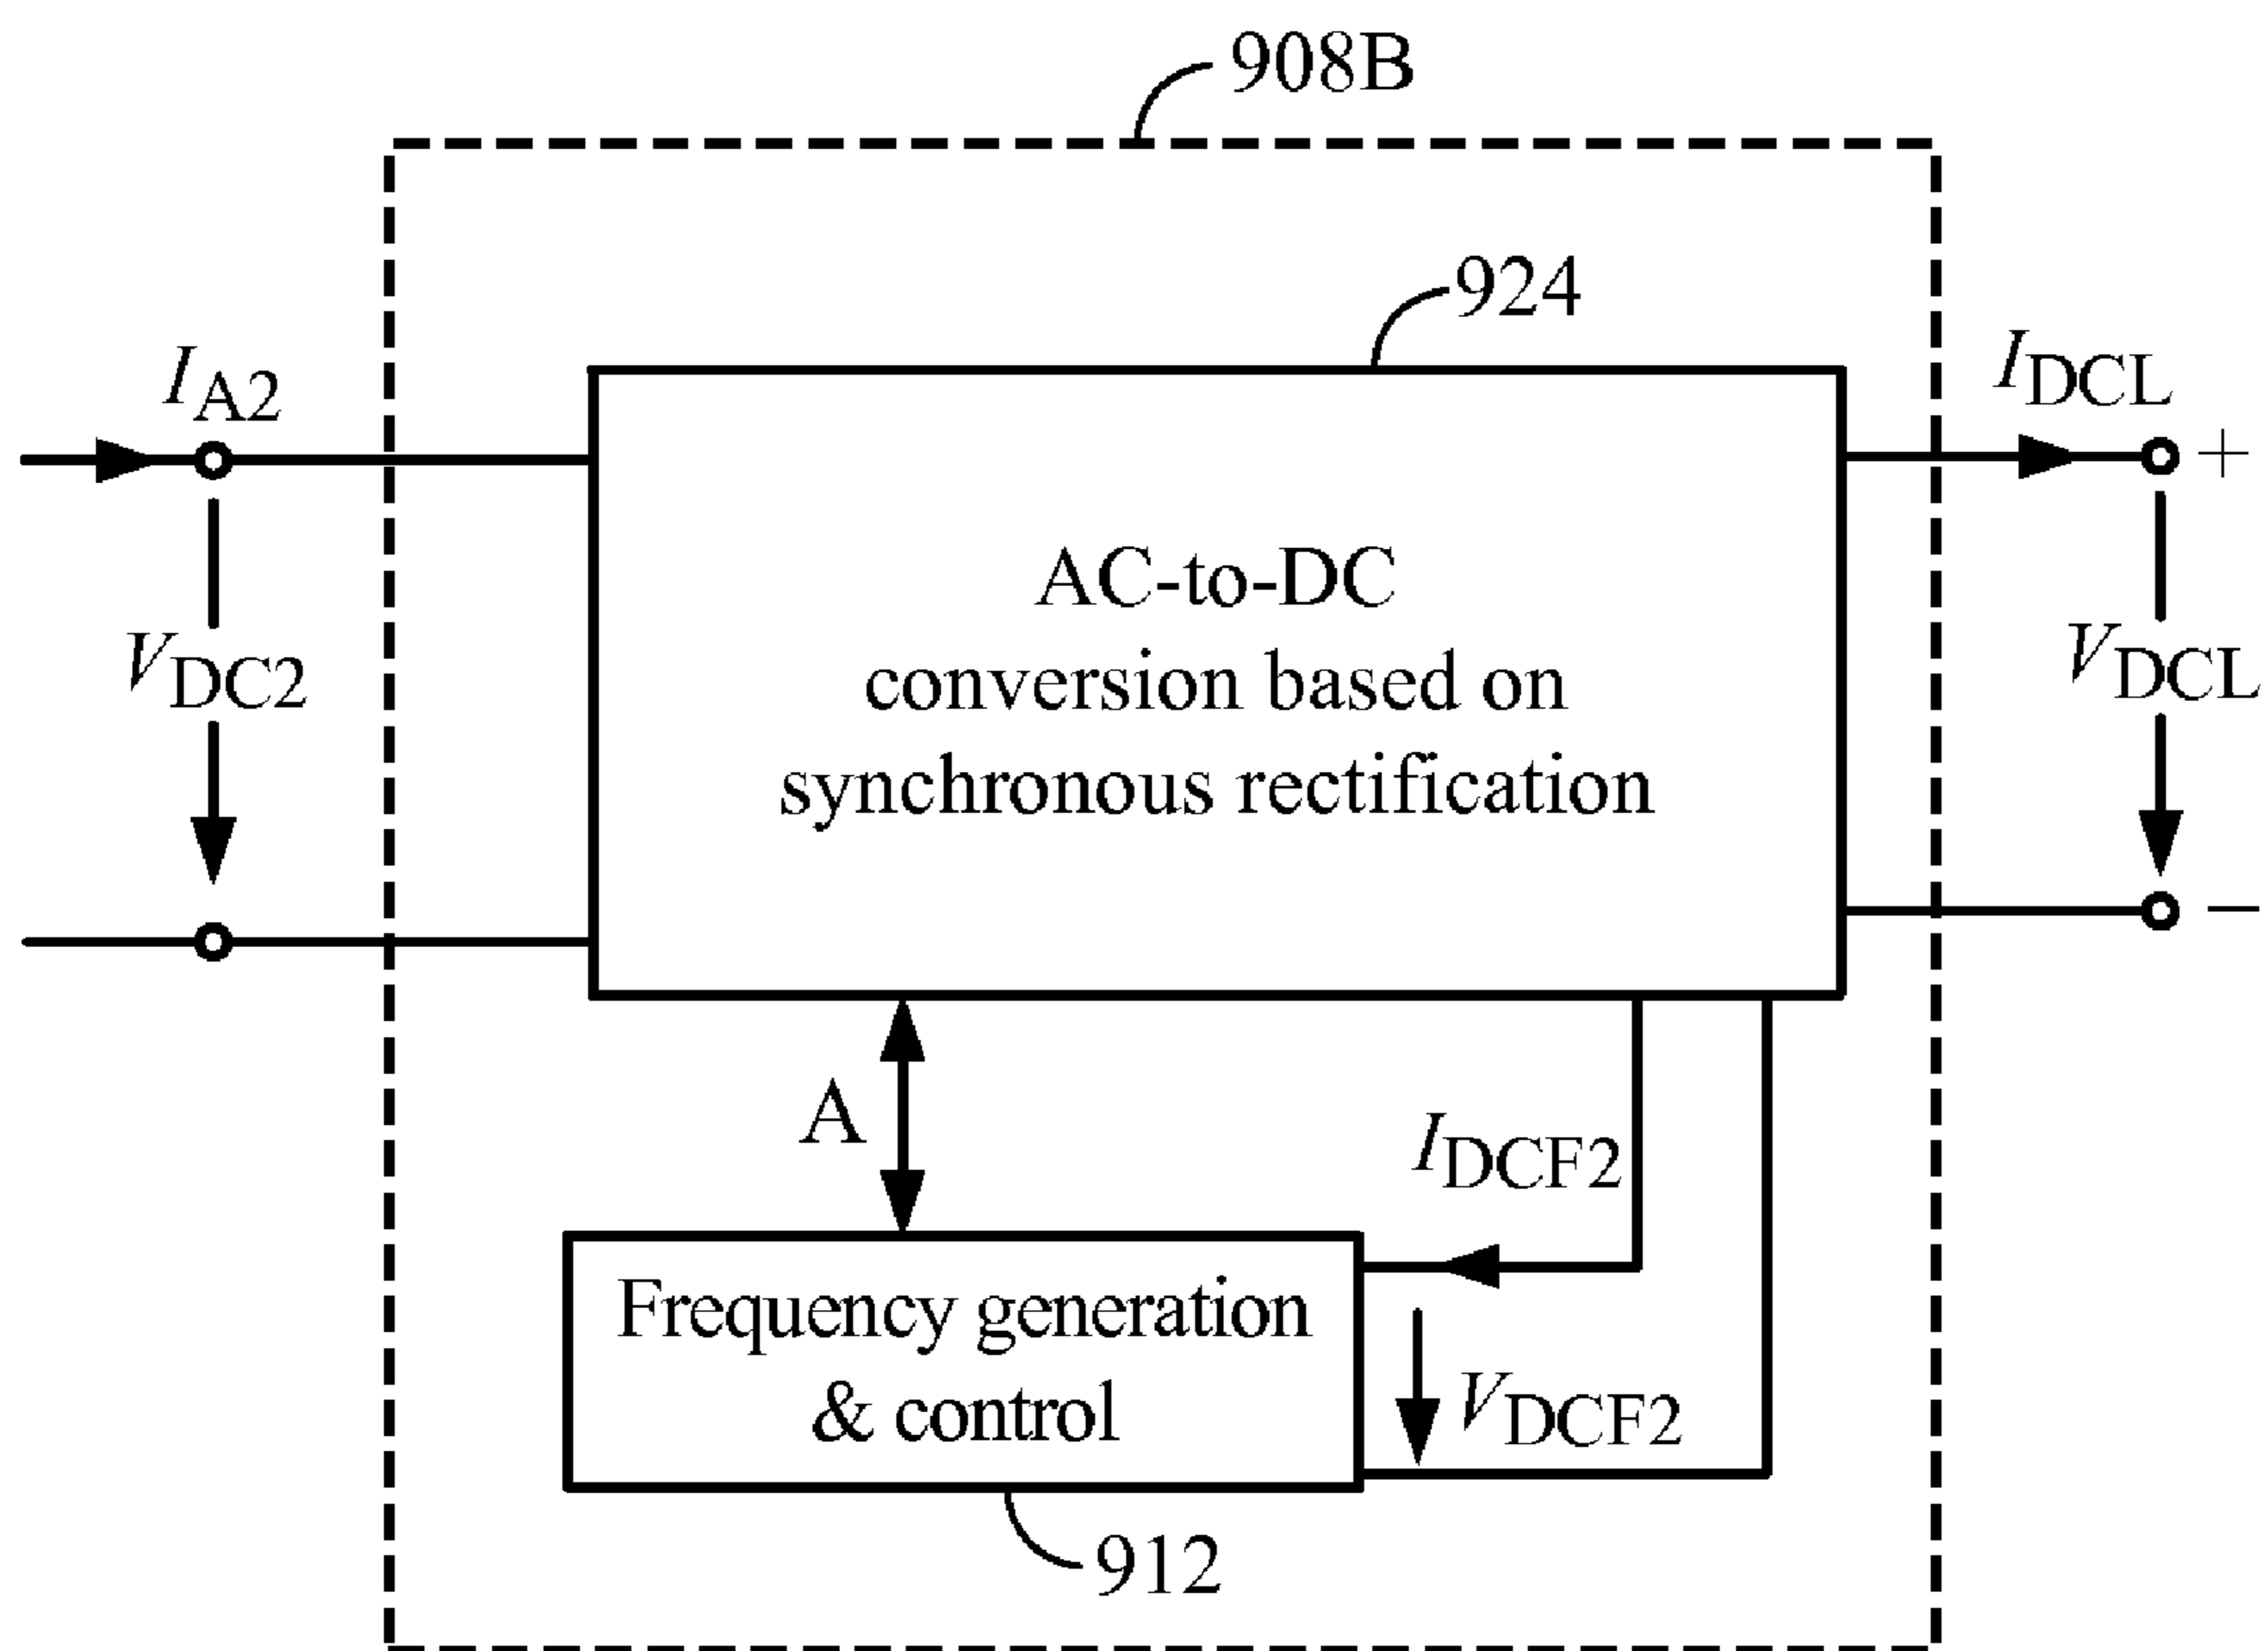 908B
924
I_A2
I_DCL
+
AC-to-DC
conversion based on
synchronous rectification
V_DC2
V_DCL
−
A
I_DCF2
Frequency generation
& control
V_DCF2
912